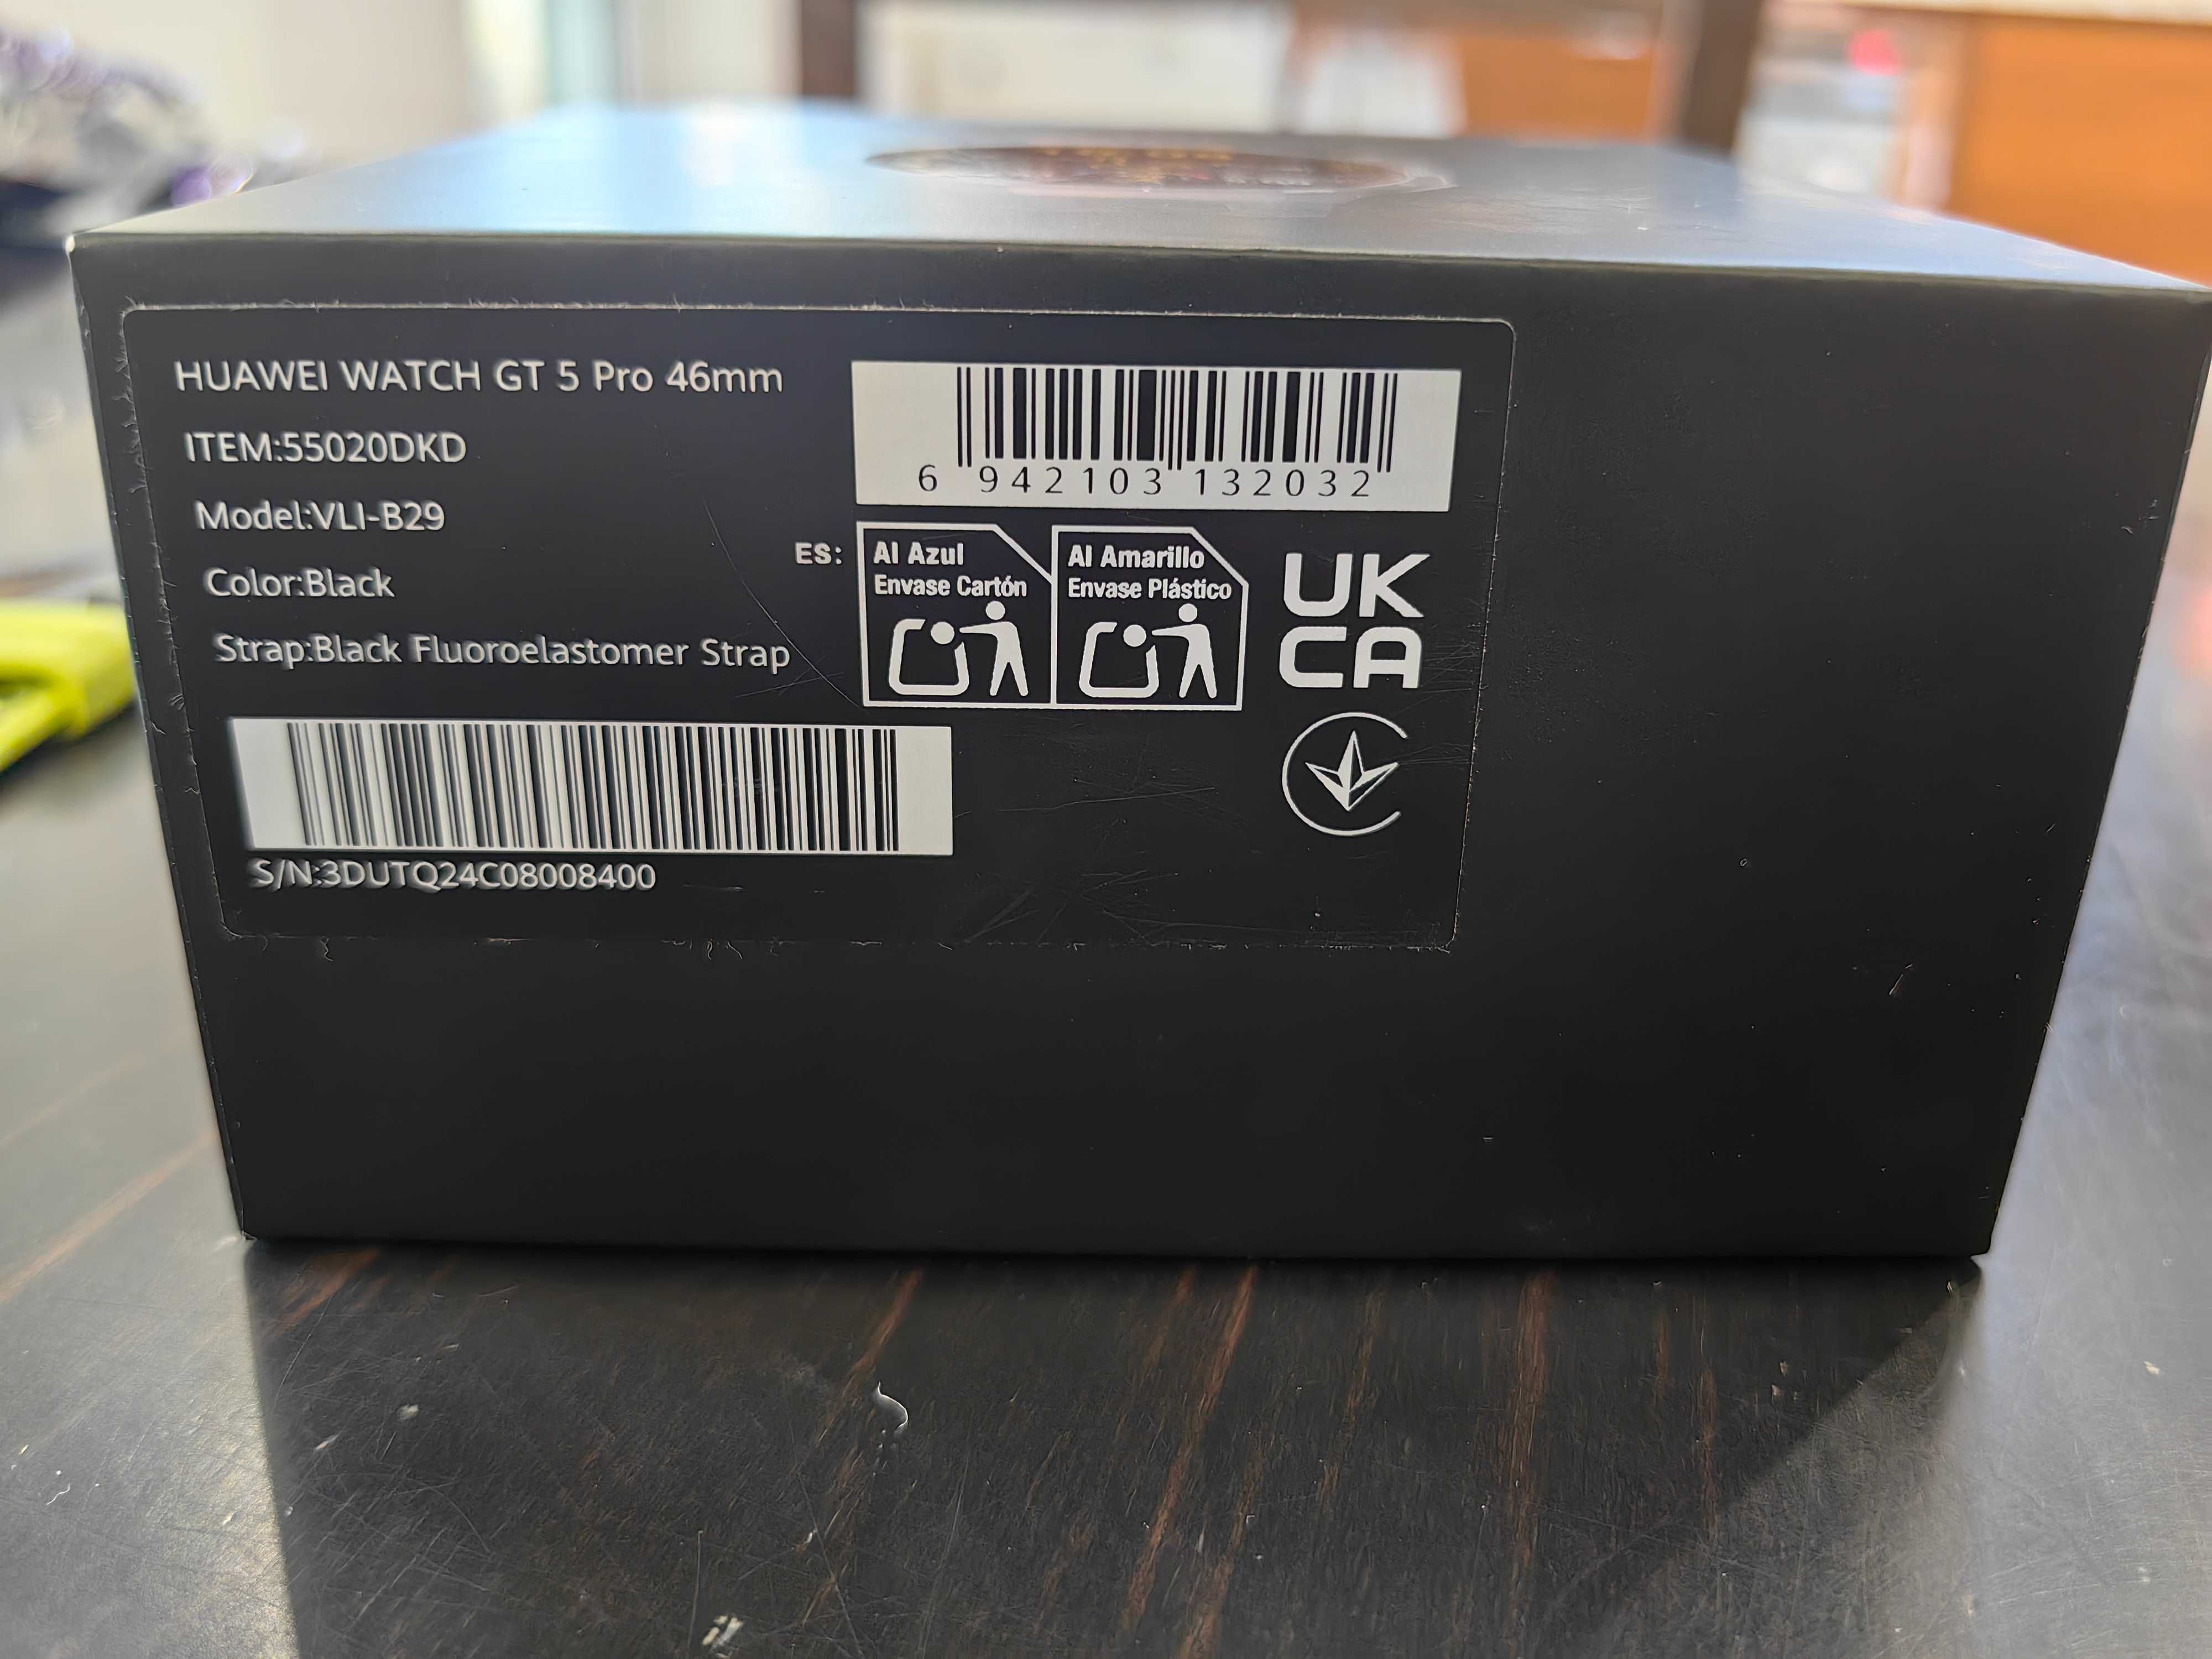 HUAWEI WATCH GT 5 Pro 46mm
ITEM:55020DKD
Model:VLI-B29
Color:Black
Strap:Black Fluoroelastomer Strap
S/N:3DUTQ24C08008400
6 942103 132032
ES:
Al Azul
Envase Cartón
Al Amarillo
Envase Plástico
UK
CA